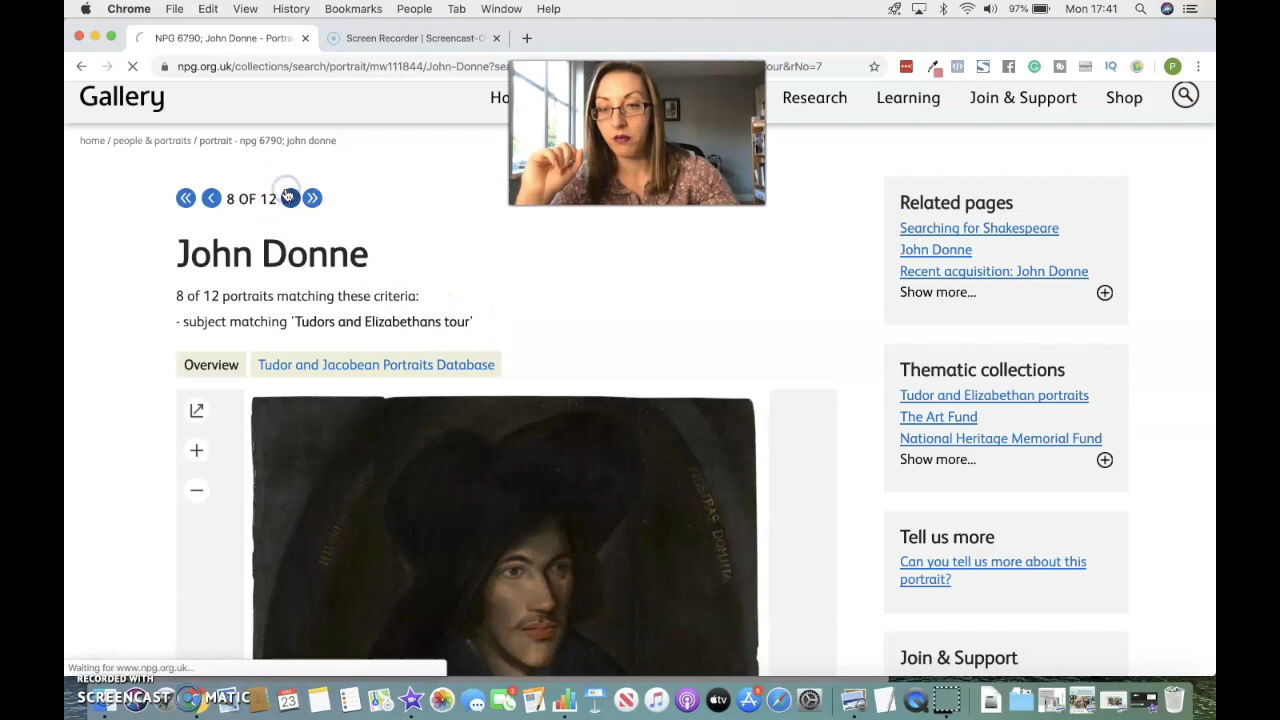 Chrome File Edit View History Bookmarks People Tab Window Help 97% Mon 17:41
NPG 6790; John Donne - Portra Screen Recorder | Screencast-O
npg.org.uk/collections/search/portrait/mw111844/John-Donne?sea our&rNo=7
Gallery Ho Research Learning Join & Support Shop
home / people & portraits / portrait - npg 6790; john donne
8 OF 12
John Donne
8 of 12 portraits matching these criteria:
- subject matching 'Tudors and Elizabethans tour'
Overview Tudor and Jacobean Portraits Database
Related pages
Searching for Shakespeare
John Donne
Recent acquisition: John Donne
Show more...
Thematic collections
Tudor and Elizabethan portraits
The Art Fund
National Heritage Memorial Fund
Show more...
Tell us more
Can you tell us more about this
portrait?
Join & Support
Waiting for www.npg.org.uk...
RECORDED WITH
SCREENCAST MATIC